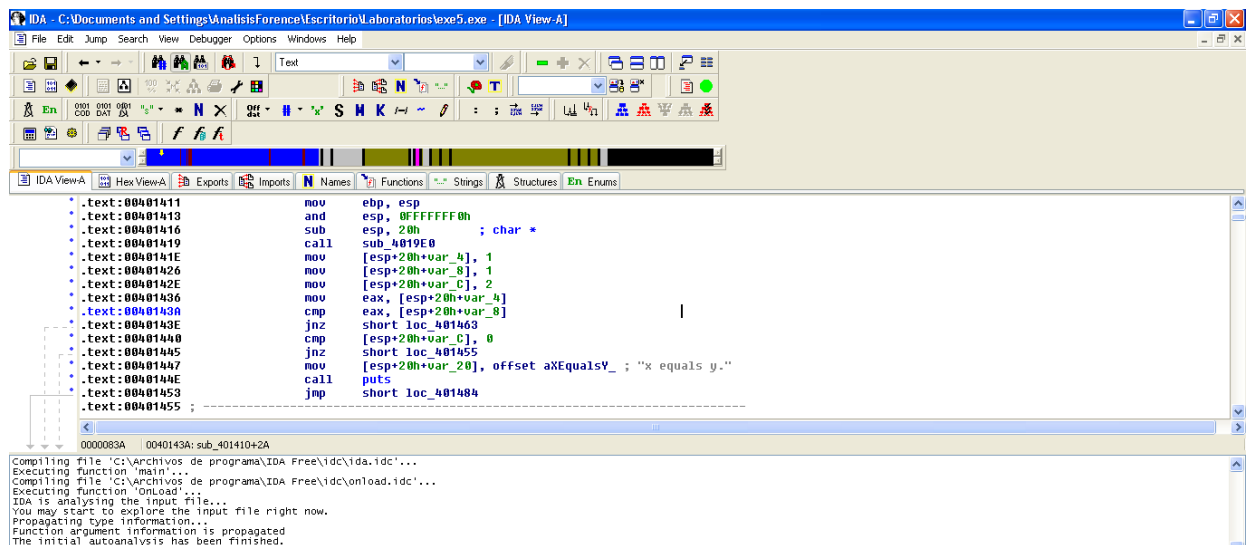 IDA - C:\Documents and Settings\AnalisisForence\Escritorio\Laboratorios\exe5.exe - [IDA View-A]
File Edit Jump Search View Debugger Options Windows Help
Text
En S M K
IDA View-A Hex View-A Exports Imports N Names Functions Strings Structures En Enums
.text:00401411 mov ebp, esp
.text:00401413 and esp, 0FFFFFFF0h
.text:00401416 sub esp, 20h ; char *
.text:00401419 call sub_4019E0
.text:0040141E mov [esp+20h+var_4], 1
.text:00401426 mov [esp+20h+var_8], 1
.text:0040142E mov [esp+20h+var_C], 2
.text:00401436 mov eax, [esp+20h+var_4]
.text:0040143A cmp eax, [esp+20h+var_8]
.text:0040143E jnz short loc_401463
.text:00401440 cmp [esp+20h+var_C], 0
.text:00401445 jnz short loc_401455
.text:00401447 mov [esp+20h+var_20], offset aXEqualsY_ ; "x equals y."
.text:0040144E call puts
.text:00401453 jmp short loc_401484
.text:00401455 ; ---------------------------------------------------------------------------
0000083A 0040143A: sub_401410+2A
Compiling file 'C:\Archivos de programa\IDA Free\idc\ida.idc'...
Executing function 'main'...
Compiling file 'C:\Archivos de programa\IDA Free\idc\onload.idc'...
Executing function 'OnLoad'...
IDA is analysing the input file...
You may start to explore the input file right now.
Propagating type information...
Function argument information is propagated
The initial autoanalysis has been finished.